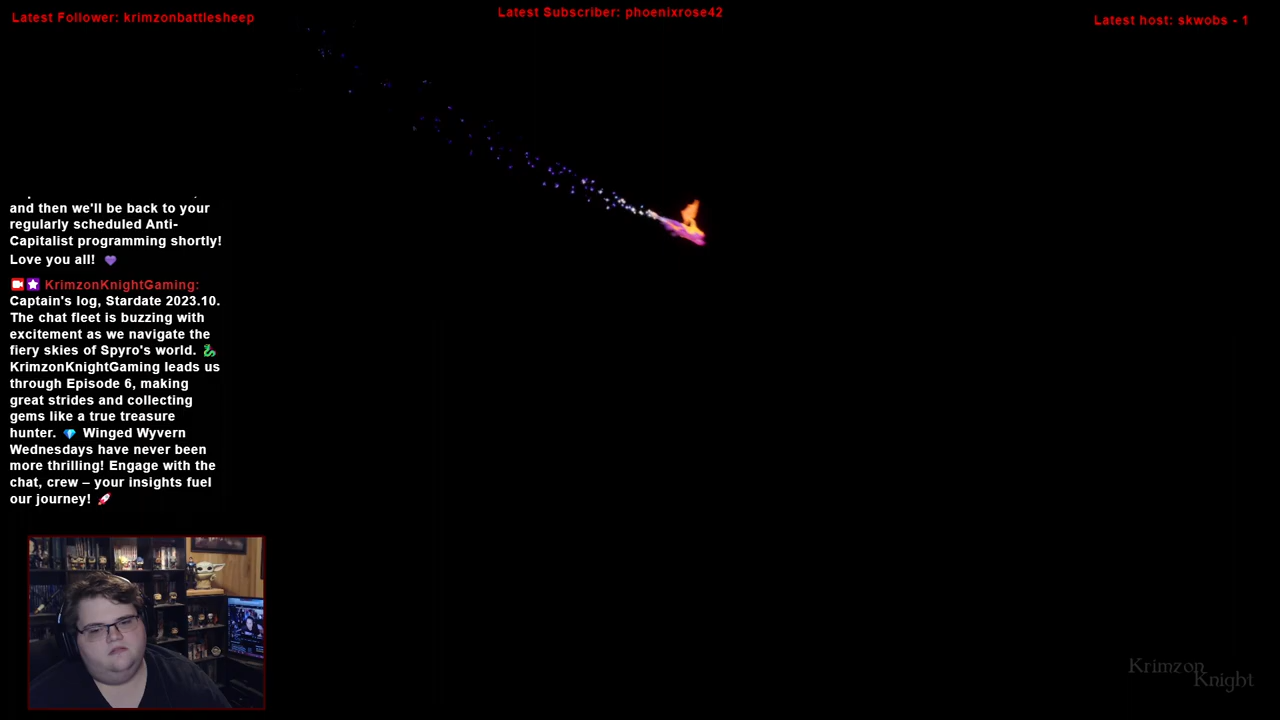 Latest Follower: krimzonbattlesheep
Latest Subscriber: phoenixrose42
Latest host: skwobs - 1
and then we'll be back to your
regularly scheduled Anti-
Capitalist programming shortly!
Love you all! 💜
KrimzonKnightGaming:
Captain's log, Stardate 2023.10.
The chat fleet is buzzing with
excitement as we navigate the
fiery skies of Spyro's world. 🐉
KrimzonKnightGaming leads us
through Episode 6, making
great strides and collecting
gems like a true treasure
hunter. 💎 Winged Wyvern
Wednesdays have never been
more thrilling! Engage with the
chat, crew – your insights fuel
our journey! 🚀
Krimzon
Knight